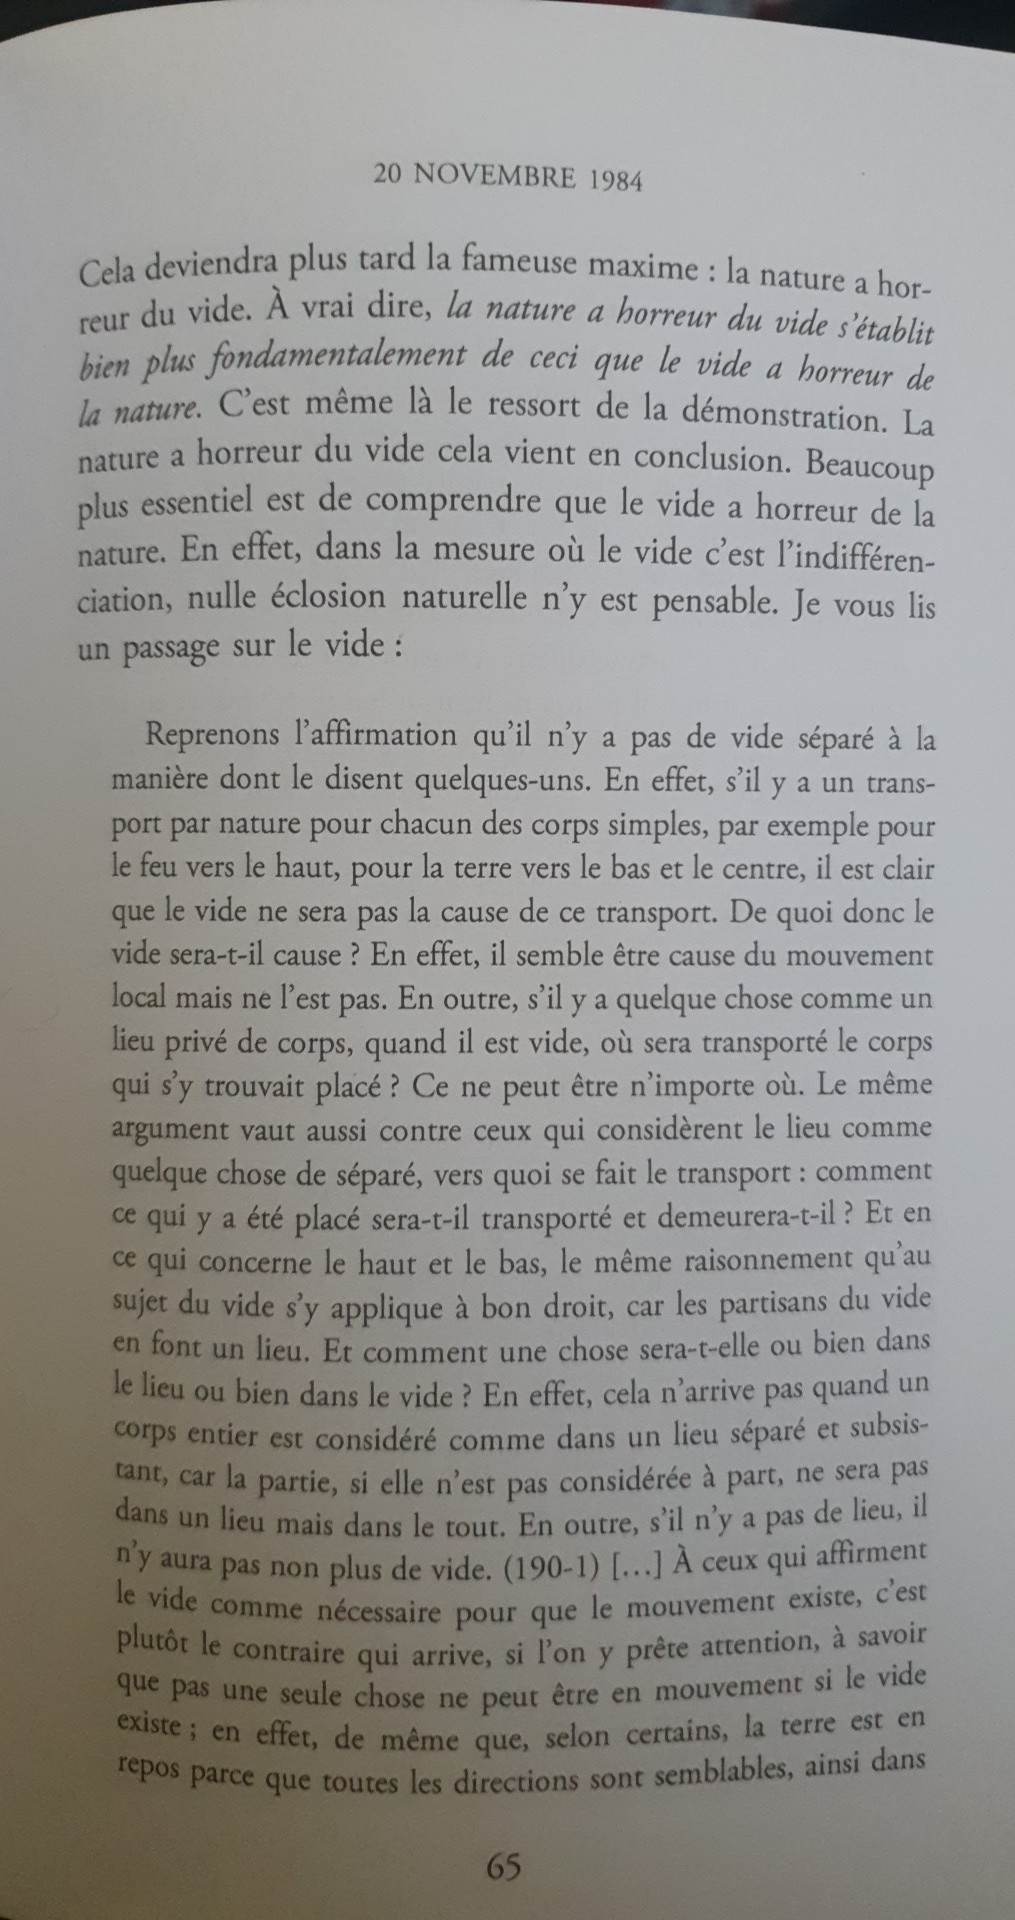 20 NOVEMBRE 1984
Cela deviendra plus tard la fameuse maxime : la nature a hor-
reur du vide. À vrai dire, la nature a horreur du vide s'établit
bien plus fondamentalement de ceci que le vide a horreur de
la nature. C'est même là le ressort de la démonstration. La
nature a horreur du vide cela vient en conclusion. Beaucoup
plus essentiel est de comprendre que le vide a horreur de la
nature. En effet, dans la mesure où le vide c'est l'indifféren-
ciation, nulle éclosion naturelle n'y est pensable. Je vous lis
un passage sur le vide :
Reprenons l'affirmation qu'il n'y a pas de vide séparé à la
manière dont le disent quelques-uns. En effet, s'il y a un trans-
port par nature pour chacun des corps simples, par exemple pour
le feu vers le haut, pour la terre vers le bas et le centre, il est clair
que le vide ne sera pas la cause de ce transport. De quoi donc le
vide sera-t-il cause ? En effet, il semble être cause du mouvement
local mais ne l'est pas. En outre, s'il y a quelque chose comme un
lieu privé de corps, quand il est vide, où sera transporté le corps
qui s'y trouvait placé ? Ce ne peut être n'importe où. Le même
argument vaut aussi contre ceux qui considèrent le lieu comme
quelque chose de séparé, vers quoi se fait le transport : comment
ce qui y a été placé sera-t-il transporté et demeurera-t-il ? Et en
ce qui concerne le haut et le bas, le même raisonnement qu'au
sujet du vide s'y applique à bon droit, car les partisans du vide
en font un lieu. Et comment une chose sera-t-elle ou bien dans
le lieu ou bien dans le vide ? En effet, cela n'arrive pas quand un
corps entier est considéré comme dans un lieu séparé et subsis-
tant, car la partie, si elle n'est pas considérée à part, ne sera pas
dans un lieu mais dans le tout. En outre, s'il n'y a pas de lieu, il
n'y aura pas non plus de vide. (190-1) [...] À ceux qui affirment
le vide comme nécessaire pour que le mouvement existe, c'est
plutôt le contraire qui arrive, si l'on y prête attention, à savoir
que pas une seule chose ne peut être en mouvement si le vide
existe ; en effet, de même que, selon certains, la terre est en
repos parce que toutes les directions sont semblables, ainsi dans
65